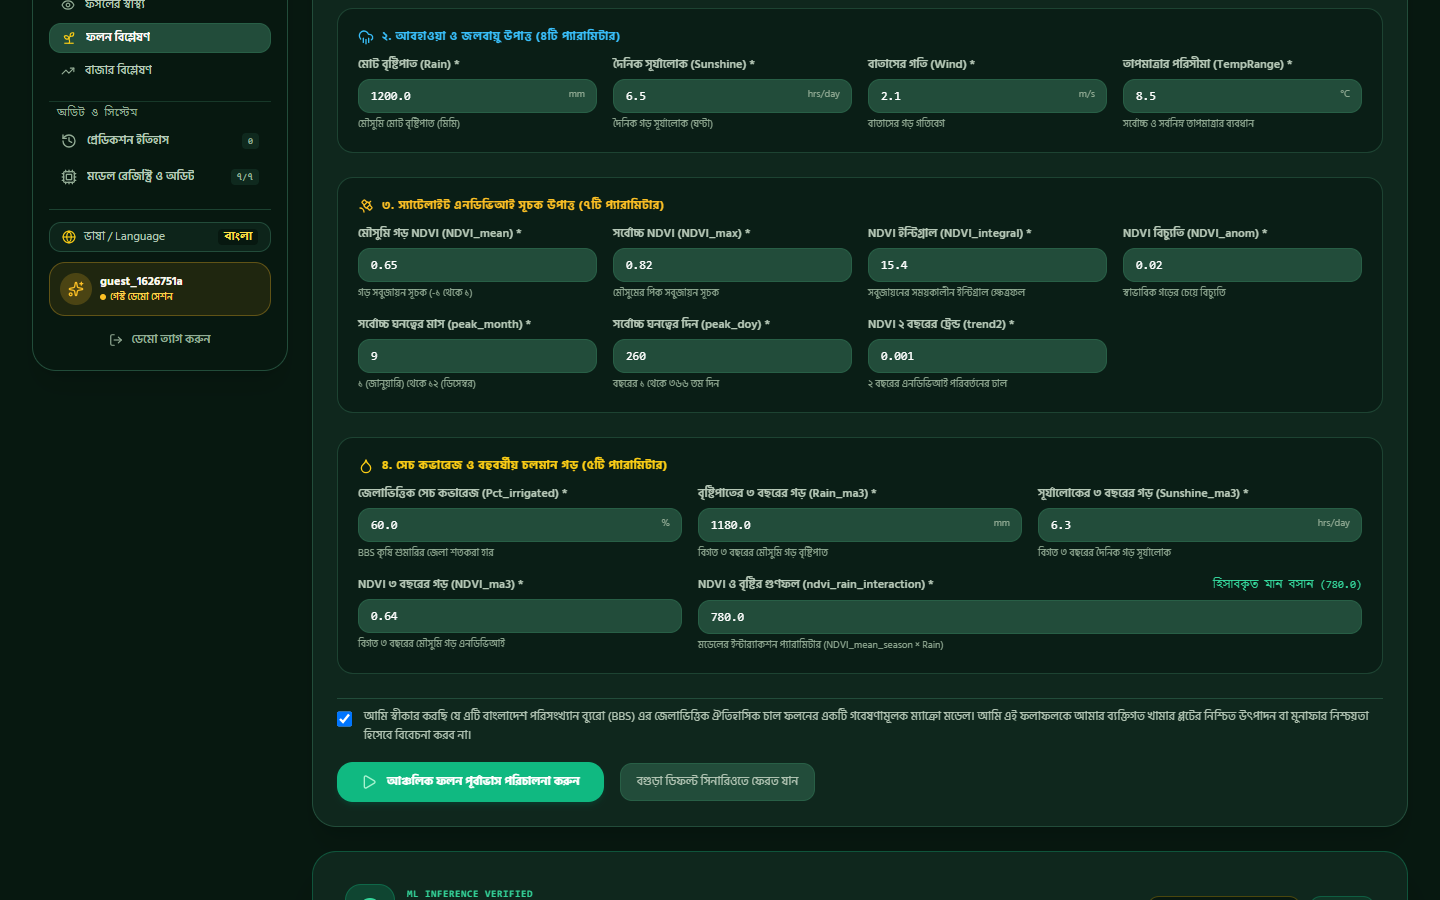 ফসলের স্বাস্থ্য
ফলন বিশ্লেষণ
বাজার বিশ্লেষণ
অডিট ও সিস্টেম
প্রেডিকশন ইতিহাস
০
মডেল রেজিস্ট্রি ও অডিট
৭/৭
ভাষা / Language
বাংলা
guest_1626751a
গেস্ট ডেমো সেশন
ডেমো ত্যাগ করুন
২. আবহাওয়া ও জলবায়ু উপাত্ত (৪টি প্যারামিটার)
মোট বৃষ্টিপাত (Rain) *
দৈনিক সূর্যালোক (Sunshine) *
বাতাসের গতি (Wind) *
তাপমাত্রার পরিসীমা (TempRange) *
1200.0 mm
6.5 hrs/day
2.1 m/s
8.5 °C
মৌসুমি মোট বৃষ্টিপাত (মিমি)
দৈনিক গড় সূর্যালোক (ঘণ্টা)
বাতাসের গড় গতিবেগ
সর্বোচ্চ ও সর্বনিম্ন তাপমাত্রার ব্যবধান
৩. স্যাটেলাইট এনডিভিআই সূচক উপাত্ত (৭টি প্যারামিটার)
মৌসুমি গড় NDVI (NDVI_mean) *
সর্বোচ্চ NDVI (NDVI_max) *
NDVI ইন্টিগ্রাল (NDVI_integral) *
NDVI বিচ্যুতি (NDVI_anom) *
0.65
0.82
15.4
0.02
গড় সবুজায়ন সূচক (-১ থেকে ১)
মৌসুমের পিক সবুজায়ন সূচক
সবুজায়নের সময়কালীন ইন্টিগ্রাল ক্ষেত্রফল
স্বাভাবিক গড়ের চেয়ে বিচ্যুতি
সর্বোচ্চ ঘনত্বের মাস (peak_month) *
সর্বোচ্চ ঘনত্বের দিন (peak_doy) *
NDVI ২ বছরের ট্রেন্ড (trend2) *
9
260
0.001
১ (জানুয়ারি) থেকে ১২ (ডিসেম্বর)
বছরের ১ থেকে ৩৬৬ তম দিন
২ বছরের এনডিভিআই পরিবর্তনের ঢাল
৪. সেচ কভারেজ ও বহুবর্ষীয় চলমান গড় (৫টি প্যারামিটার)
জেলাভিত্তিক সেচ কভারেজ (Pct_irrigated) *
বৃষ্টিপাতের ৩ বছরের গড় (Rain_ma3) *
সূর্যালোকের ৩ বছরের গড় (Sunshine_ma3) *
60.0 %
1180.0 mm
6.3 hrs/day
BBS কৃষি শুমারির জেলা শতকরা হার
বিগত ৩ বছরের মৌসুমি গড় বৃষ্টিপাত
বিগত ৩ বছরের দৈনিক গড় সূর্যালোক
NDVI ৩ বছরের গড় (NDVI_ma3) *
NDVI ও বৃষ্টির গুণফল (ndvi_rain_interaction) *
হিসাবকৃত মান বসান (780.0)
0.64
780.0
বিগত ৩ বছরের মৌসুমি গড় এনডিভিআই
মডেলের ইন্টার‍্যাকশন প্যারামিটার (NDVI_mean_season × Rain)
আমি স্বীকার করছি যে এটি বাংলাদেশ পরিসংখ্যান ব্যুরো (BBS) এর জেলাভিত্তিক ঐতিহাসিক চাল ফলনের একটি গবেষণামূলক ম্যাক্রো মডেল। আমি এই ফলাফলকে আমার ব্যক্তিগত খামার প্লটের নিশ্চিত উৎপাদন বা মুনাফার নিশ্চয়তা
হিসেবে বিবেচনা করব না।
আঞ্চলিক ফলন পূর্বাভাস পরিচালনা করুন
বগুড়া ডিফল্ট সিনারিওতে ফেরত যান
ML INFERENCE VERIFIED